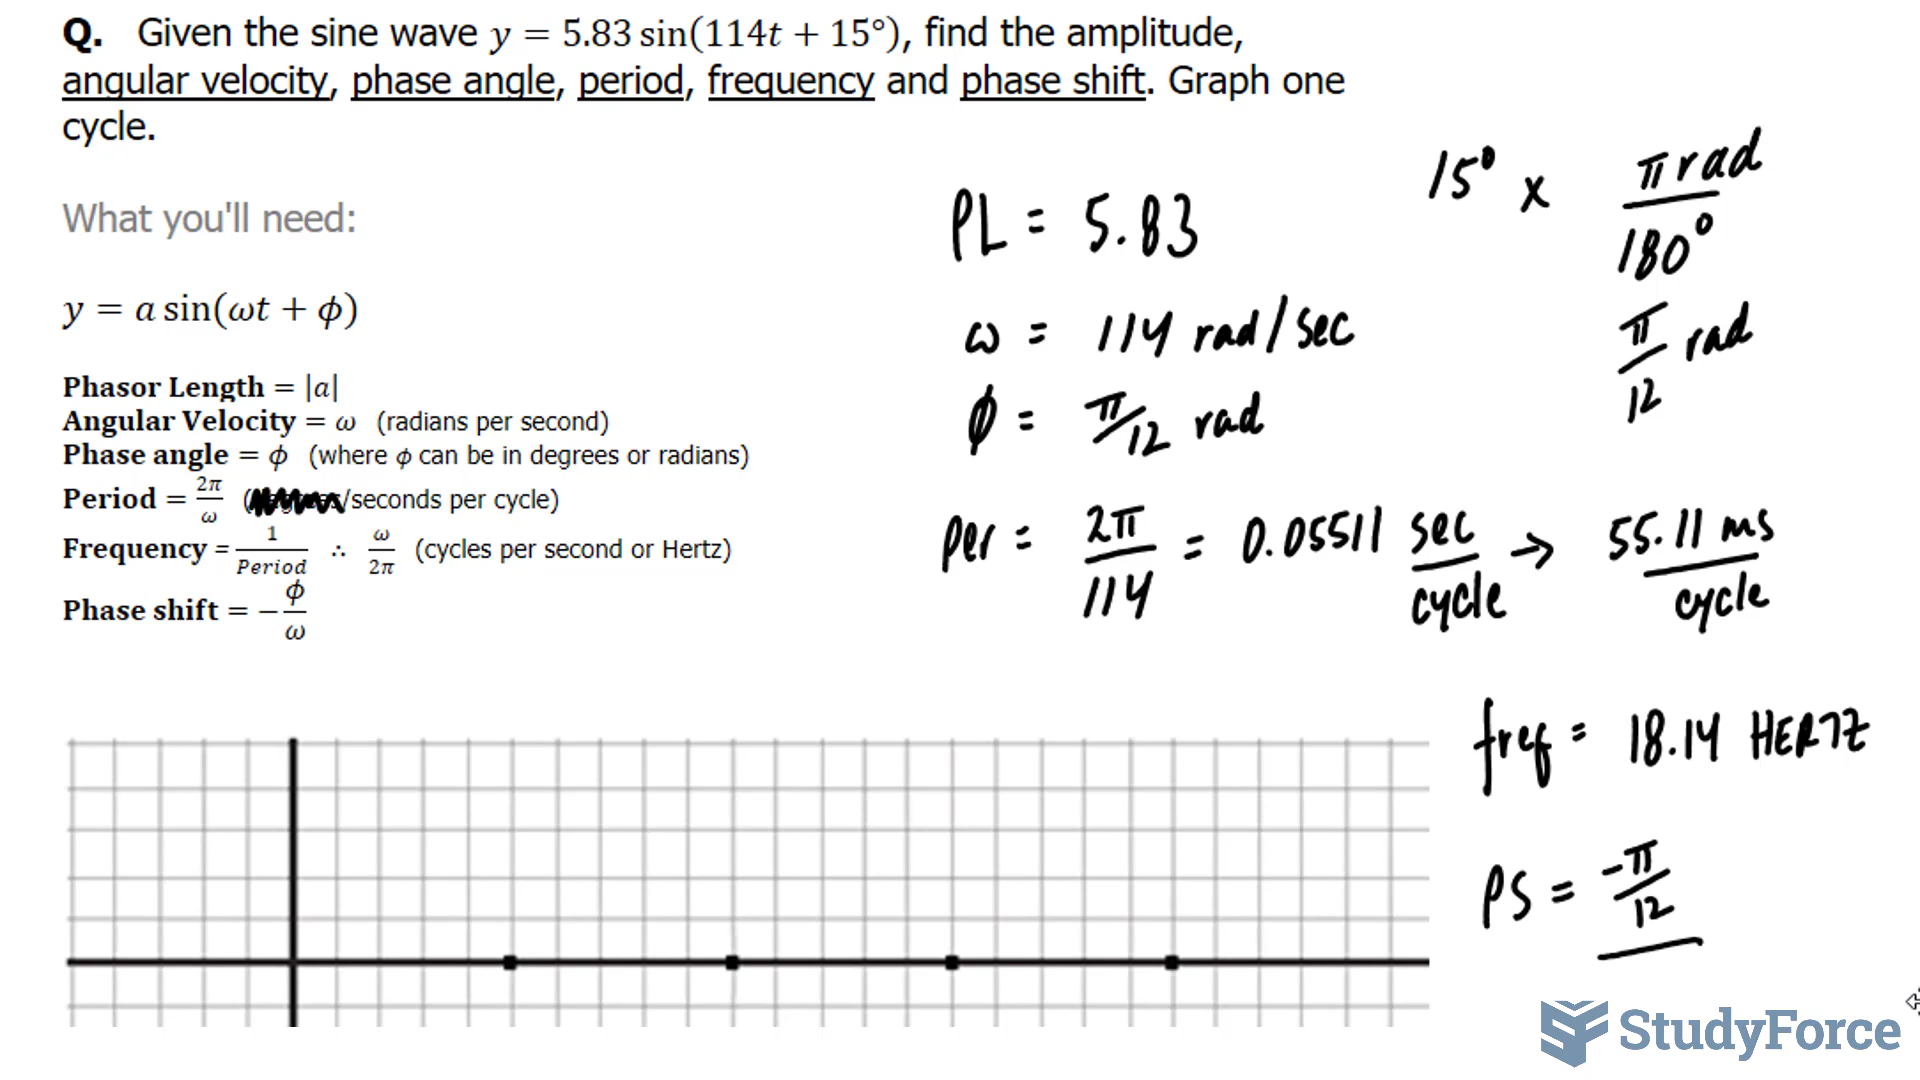 Q. Given the sine wave y = 5.83 sin(114t + 15°), find the amplitude,
angular velocity, phase angle, period, frequency and phase shift. Graph one
cycle.
What you'll need:
y = a sin(ωt + ϕ)
Phasor Length = |a|
Angular Velocity = ω (radians per second)
Phase angle = ϕ (where ϕ can be in degrees or radians)
Period = 2π/ω (/seconds per cycle)
Frequency = 1/Period ∴ ω/2π (cycles per second or Hertz)
Phase shift = −ϕ/ω
PL = 5.83
ω = 114 rad/sec
ϕ = π/12 rad
Per = 2π/114 = 0.05511 sec/cycle → 55.11 ms/cycle
15° x π rad/180°
π/12 rad
freq = 18.14 HERTZ
PS = -π/12
StudyForce